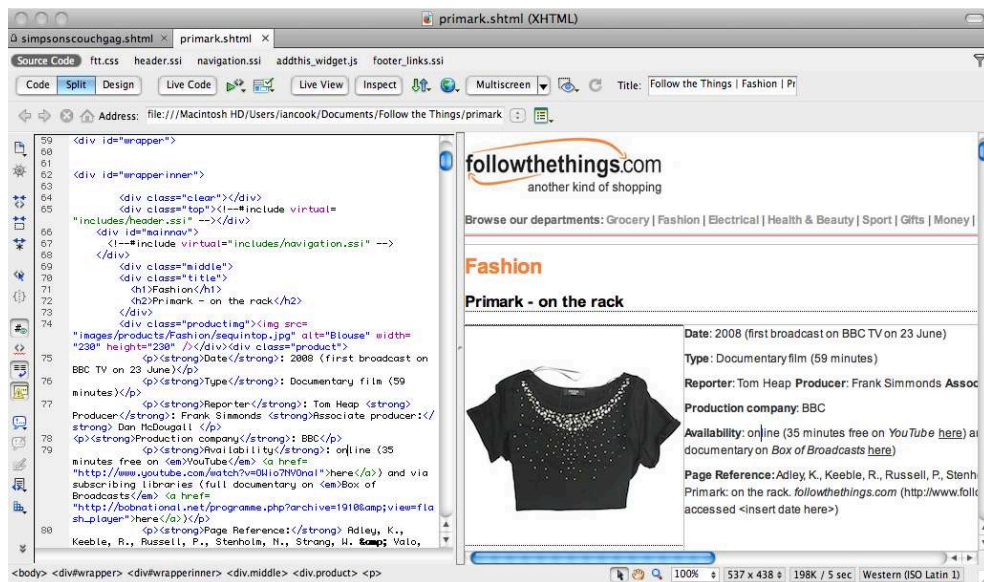 primark.shtml (XHTML)
simpsonscouchgag.shtml × primark.shtml ×
Source Code ftt.css header.ssi navigation.ssi addthis_widget.js footer_links.ssi
Code Split Design Live Code Live View Inspect Multiscreen Title: Follow the Things | Fashion | Pr
Address: file:///Macintosh HD/Users/iancook/Documents/Follow the Things/primark
59 <div id="wrapper">
60
61
62 <div id="wrapperinner">
63
64 <div class="clear"></div>
65 <div class="top"><!--#include virtual=
"includes/header.ssi" --></div>
66 <div id="mainnav">
67 <!--#include virtual="includes/navigation.ssi" -->
68 </div>
69 <div class="middle">
70 <div class="title">
71 <h1>Fashion</h1>
72 <h2>Primark - on the rack</h2>
73 </div>
74 <div class="productimg"><img src=
"images/products/Fashion/sequintop.jpg" alt="Blouse" width=
"230" height="230" /></div><div class="product">
75 <p><strong>Date</strong>: 2008 (first broadcast on
BBC TV on 23 June)</p>
76 <p><strong>Type</strong>: Documentary film (59
minutes)</p>
77 <p><strong>Reporter</strong>: Tom Heap <strong>
Producer</strong>: Frank Simmonds <strong>Associate producer:</
strong> Dan McDougall </p>
78 <p><strong>Production company</strong>: BBC</p>
79 <p><strong>Availability</strong>: online (35
minutes free on <em>YouTube</em> <a href=
"http://www.youtube.com/watch?v=OWio7NVOnaI">here</a>) and via
subscribing libraries (full documentary on <em>Box of
Broadcasts</em> <a href=
"http://bobnational.net/programme.php?archive=1910&amp;view=fla
sh_player">here</a>)</p>
80 <p><strong>Page Reference:</strong> Adley, K.,
Keeble, R., Russell, P., Stenholm, N., Strang, W. &amp; Valo,
followthethings.com
another kind of shopping
Browse our departments: Grocery | Fashion | Electrical | Health & Beauty | Sport | Gifts | Money |
Fashion
Primark - on the rack
Date: 2008 (first broadcast on BBC TV on 23 June)
Type: Documentary film (59 minutes)
Reporter: Tom Heap Producer: Frank Simmonds Assoc
Production company: BBC
Availability: online (35 minutes free on YouTube here) an
documentary on Box of Broadcasts here)
Page Reference: Adley, K., Keeble, R., Russell, P., Stenh
Primark: on the rack. followthethings.com (http://www.follo
accessed <insert date here>)
<body> <div#wrapper> <div#wrapperinner> <div.middle> <div.product> <p> 100% 537 x 438 198K / 5 sec Western (ISO Latin 1)